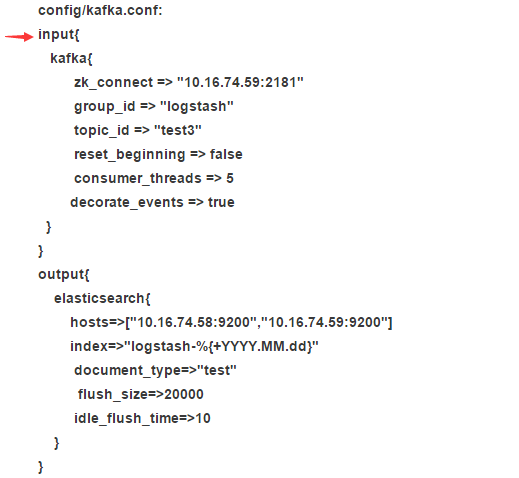 config/kafka.conf:
input{
kafka{
zk_connect => "10.16.74.59:2181"
group_id => "logstash"
topic_id => "test3"
reset_beginning => false
consumer_threads => 5
decorate_events => true
}
}
output{
elasticsearch{
hosts=>["10.16.74.58:9200","10.16.74.59:9200"]
index=>"logstash-%{+YYYY.MM.dd}"
document_type=>"test"
flush_size=>20000
idle_flush_time=>10
}
}